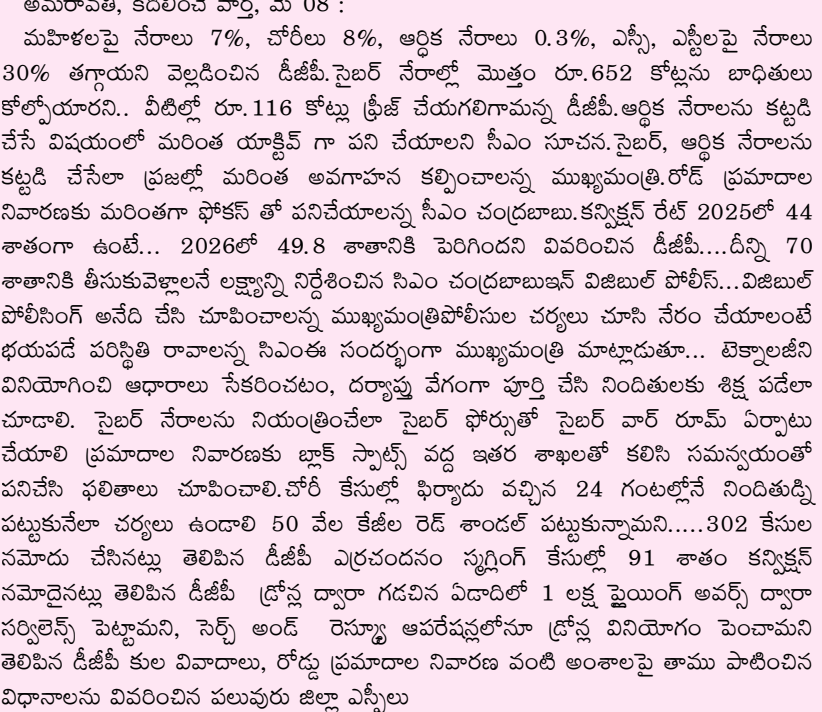 అమరావతి, కదిలించే వార్త, మే 08 :
మహిళలపై నేరాలు 7%, చోరీలు 8%, ఆర్ధిక నేరాలు 0.3%, ఎస్సీ, ఎస్టీలపై నేరాలు
30% తగ్గాయని వెల్లడించిన డీజీపీ.సైబర్ నేరాల్లో మొత్తం రూ.652 కోట్లను బాధితులు
కోల్పోయారని.. వీటిల్లో రూ.116 కోట్లు ఫ్రీజ్ చేయగలిగామన్న డీజీపీ.ఆర్థిక నేరాలను కట్టడి
చేసే విషయంలో మరింత యాక్టివ్ గా పని చేయాలని సీఎం సూచన.సైబర్, ఆర్థిక నేరాలను
కట్టడి చేసేలా ప్రజల్లో మరింత అవగాహన కల్పించాలన్న ముఖ్యమంత్రి.రోడ్ ప్రమాదాల
నివారణకు మరింతగా ఫోకస్ తో పనిచేయాలన్న సీఎం చంద్రబాబు.కన్విక్షన్ రేట్ 2025లో 44
శాతంగా ఉంటే... 2026లో 49.8 శాతానికి పెరిగిందని వివరించిన డీజీపీ....దీన్ని 70
శాతానికి తీసుకువెళ్లాలనే లక్ష్యాన్ని నిర్దేశించిన సిఎం చంద్రబాబుఇన్ విజిబుల్ పోలీస్...విజిబుల్
పోలీసింగ్ అనేది చేసి చూపించాలన్న ముఖ్యమంత్రిపోలీసుల చర్యలు చూసి నేరం చేయాలంటే
భయపడే పరిస్థితి రావాలన్న సిఎంఈ సందర్భంగా ముఖ్యమంత్రి మాట్లాడుతూ... టెక్నాలజీని
వినియోగించి ఆధారాలు సేకరించటం, దర్యాప్తు వేగంగా పూర్తి చేసి నిందితులకు శిక్ష పడేలా
చూడాలి. సైబర్ నేరాలను నియంత్రించేలా సైబర్ ఫోర్సుతో సైబర్ వార్ రూమ్ ఏర్పాటు
చేయాలి ప్రమాదాల నివారణకు బ్లాక్ స్పాట్స్ వద్ద ఇతర శాఖలతో కలిసి సమన్వయంతో
పనిచేసి ఫలితాలు చూపించాలి.చోరీ కేసుల్లో ఫిర్యాదు వచ్చిన 24 గంటల్లోనే నిందితుడ్ని
పట్టుకునేలా చర్యలు ఉండాలి 50 వేల కేజీల రెడ్ శాండల్ పట్టుకున్నామని.....302 కేసుల
నమోదు చేసినట్లు తెలిపిన డీజీపీ ఎర్రచందనం స్మగ్లింగ్ కేసుల్లో 91 శాతం కన్విక్షన్
నమోదైనట్లు తెలిపిన డీజీపీ డ్రోన్ల ద్వారా గడచిన ఏడాదిలో 1 లక్ష ఫ్లైయింగ్ అవర్స్ ద్వారా
సర్విలెన్స్ పెట్టామని, సెర్చ్ అండ్ రెస్క్యూ ఆపరేషన్లలోనూ డ్రోన్ల వినియోగం పెంచామని
తెలిపిన డీజీపీ కుల వివాదాలు, రోడ్డు ప్రమాదాల నివారణ వంటి అంశాలపై తాము పాటించిన
విధానాలను వివరించిన పలువురు జిల్లా ఎస్పీలు